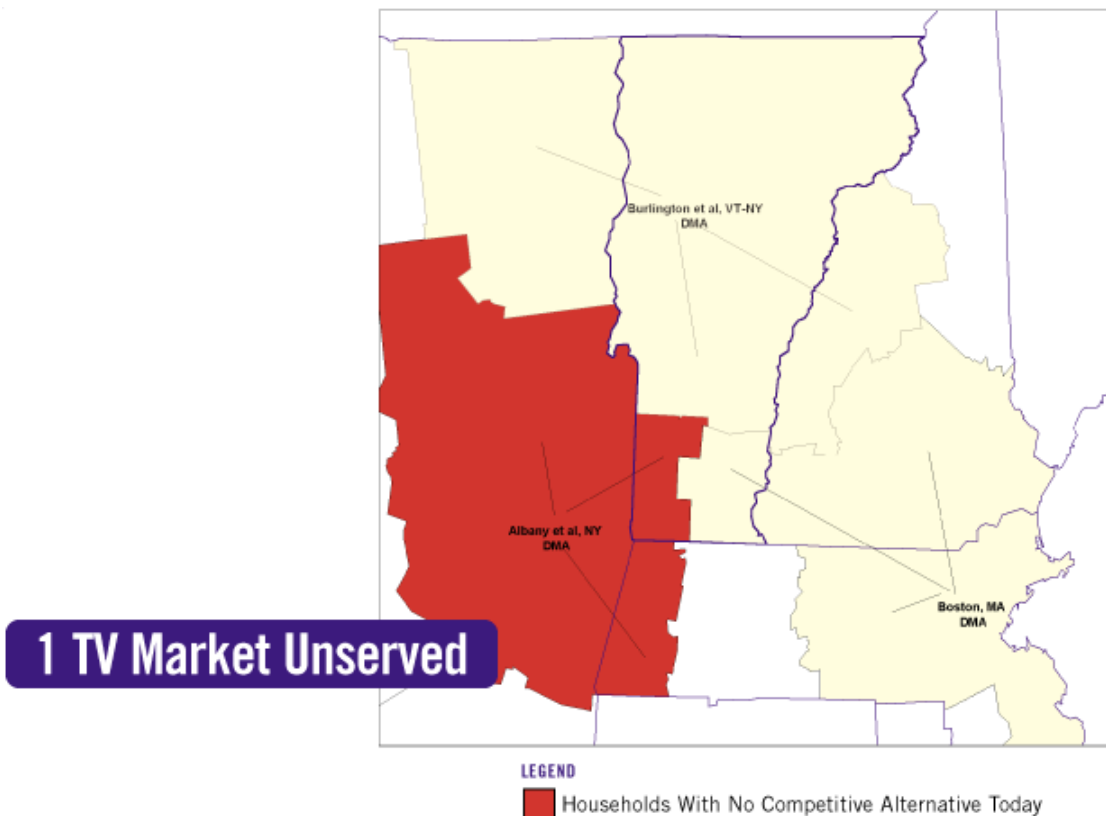 Burlington et al, VT-NY
DMA
Albany et al, NY
DMA
Boston, MA
DMA
1 TV Market Unserved
LEGEND
Households With No Competitive Alternative Today